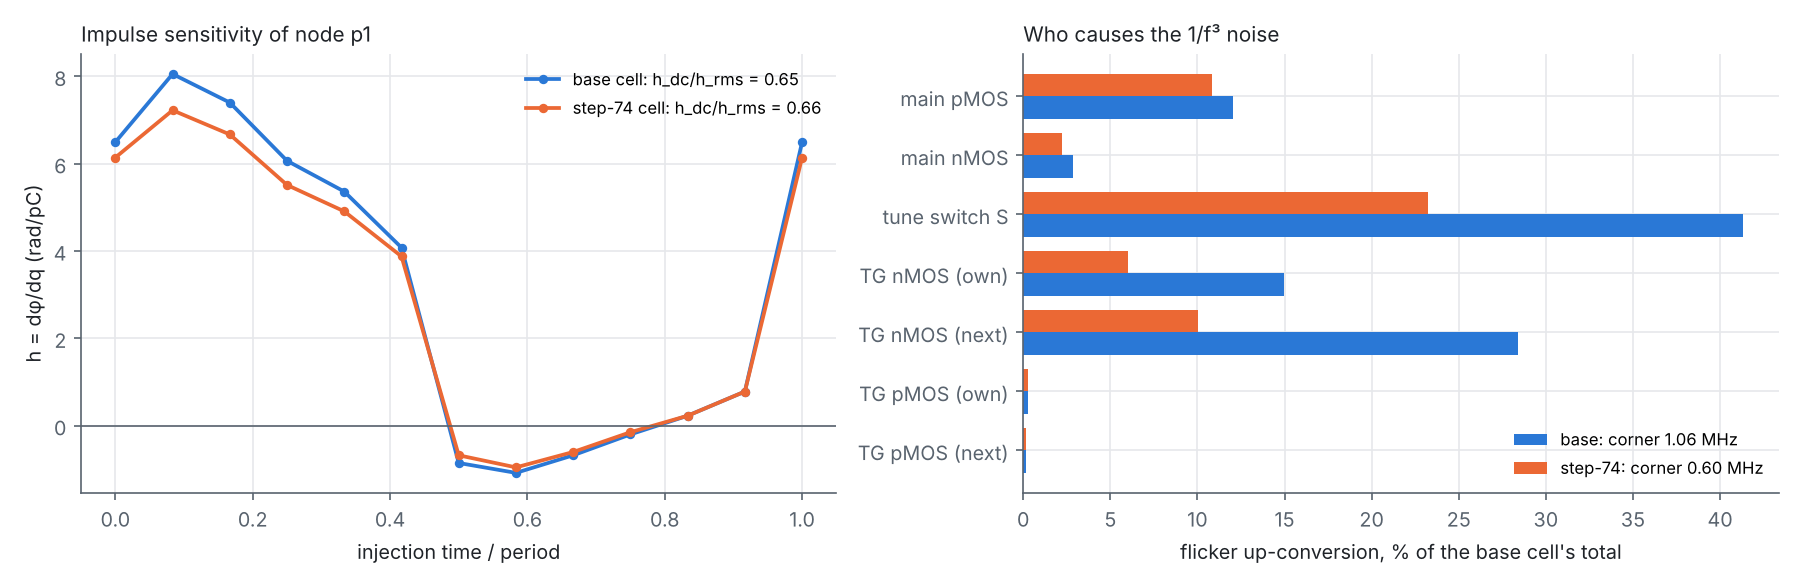 Impulse sensitivity of node p1
base cell: h_dc/h_rms = 0.65
step-74 cell: h_dc/h_rms = 0.66
h = dφ/dq (rad/pC)
8
6
4
2
0
0.0
0.2
0.4
0.6
0.8
1.0
injection time / period
Who causes the 1/f³ noise
main pMOS
main nMOS
tune switch S
TG nMOS (own)
TG nMOS (next)
TG pMOS (own)
TG pMOS (next)
base: corner 1.06 MHz
step-74: corner 0.60 MHz
0
5
10
15
20
25
30
35
40
flicker up-conversion, % of the base cell's total